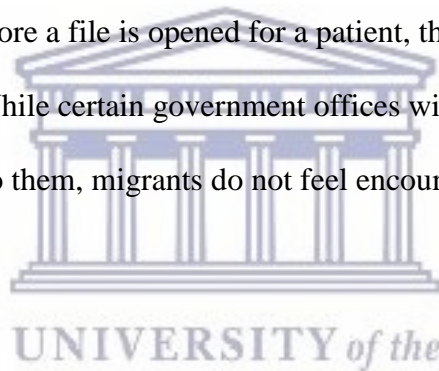 ore a file is opened for a patient, th
While certain government offices wi
o them, migrants do not feel encour
UNIVERSITY of the